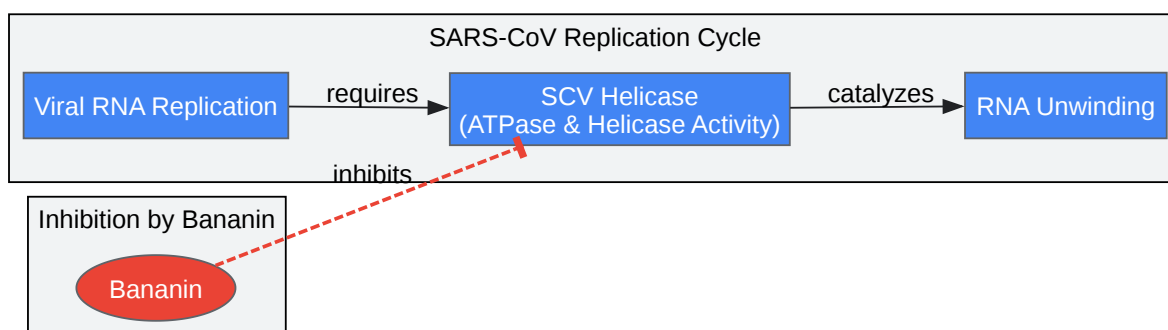 SARS-CoV Replication Cycle
Viral RNA Replication
requires
SCV Helicase
(ATPase & Helicase Activity)
catalyzes
RNA Unwinding
inhibits
Inhibition by Bananin
Bananin